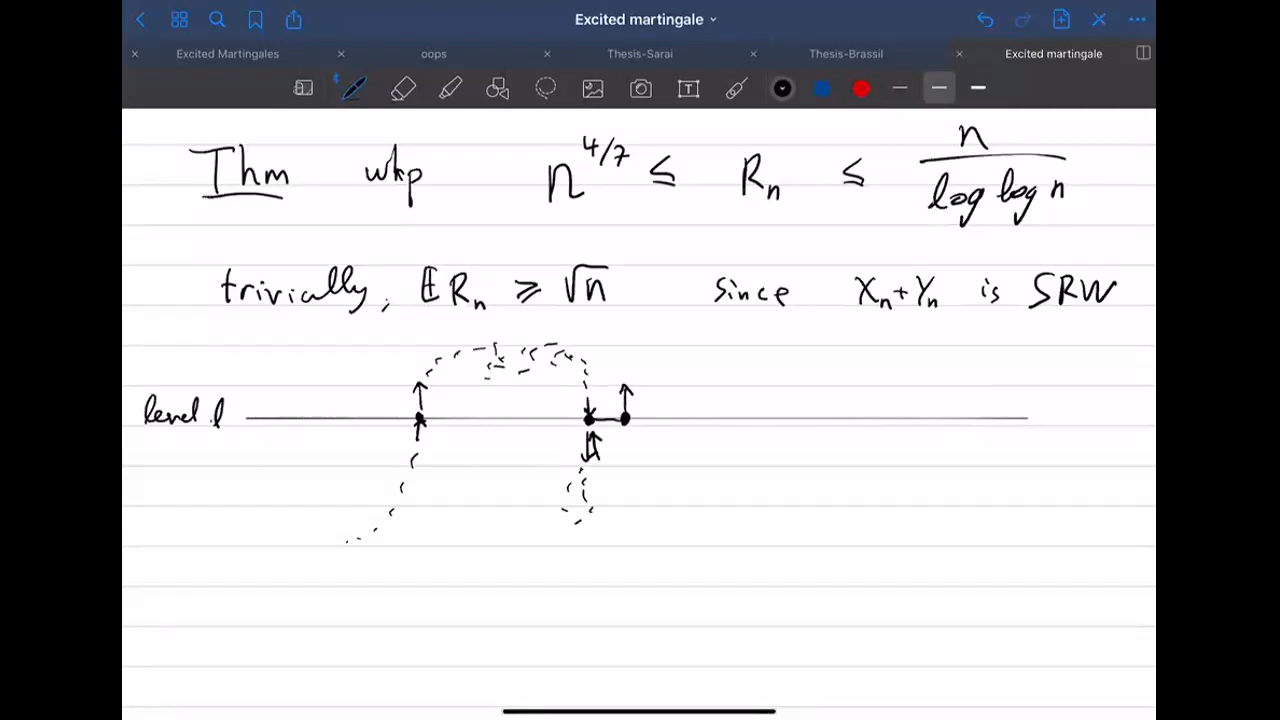 Excited martingale
Excited Martingales
oops
Thesis-Sarai
Thesis-Brassil
Excited martingale
T
Thm whp n^{4/7} ≤ R_n ≤ n / log log n
trivially, 𝔼 R_n ≥ √n since X_n + Y_n is SRW
level l